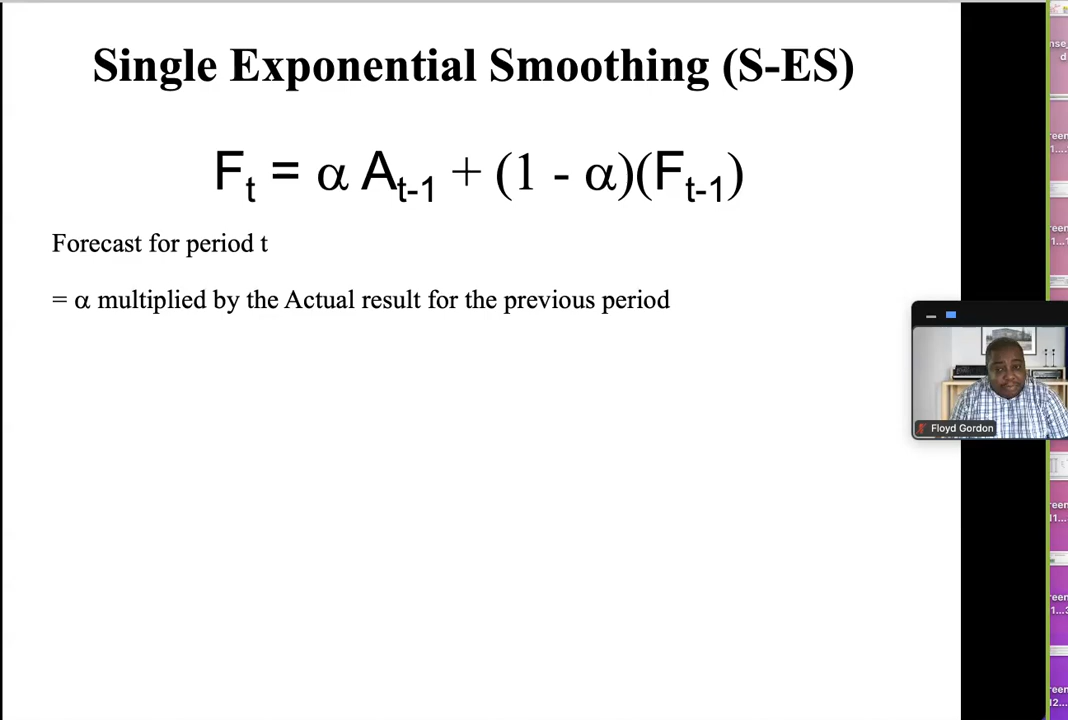 Single Exponential Smoothing (S-ES)
Fₜ = α Aₜ₋₁ + (1 - α)(Fₜ₋₁)
Forecast for period t
= α multiplied by the Actual result for the previous period
Floyd Gordon